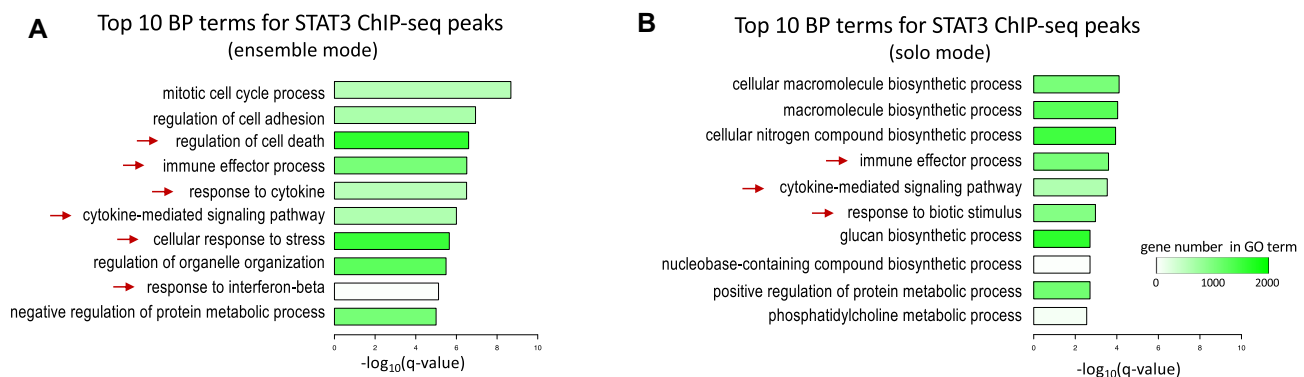 A
Top 10 BP terms for STAT3 ChIP-seq peaks
(ensemble mode)
mitotic cell cycle process
regulation of cell adhesion
regulation of cell death
immune effector process
response to cytokine
cytokine-mediated signaling pathway
cellular response to stress
regulation of organelle organization
response to interferon-beta
negative regulation of protein metabolic process
0 2 4 6 8 10
-log10(q-value)
B
Top 10 BP terms for STAT3 ChIP-seq peaks
(solo mode)
cellular macromolecule biosynthetic process
macromolecule biosynthetic process
cellular nitrogen compound biosynthetic process
immune effector process
cytokine-mediated signaling pathway
response to biotic stimulus
glucan biosynthetic process
nucleobase-containing compound biosynthetic process
positive regulation of protein metabolic process
phosphatidylcholine metabolic process
0 2 4 6 8 10
-log10(q-value)
gene number in GO term
0 1000 2000